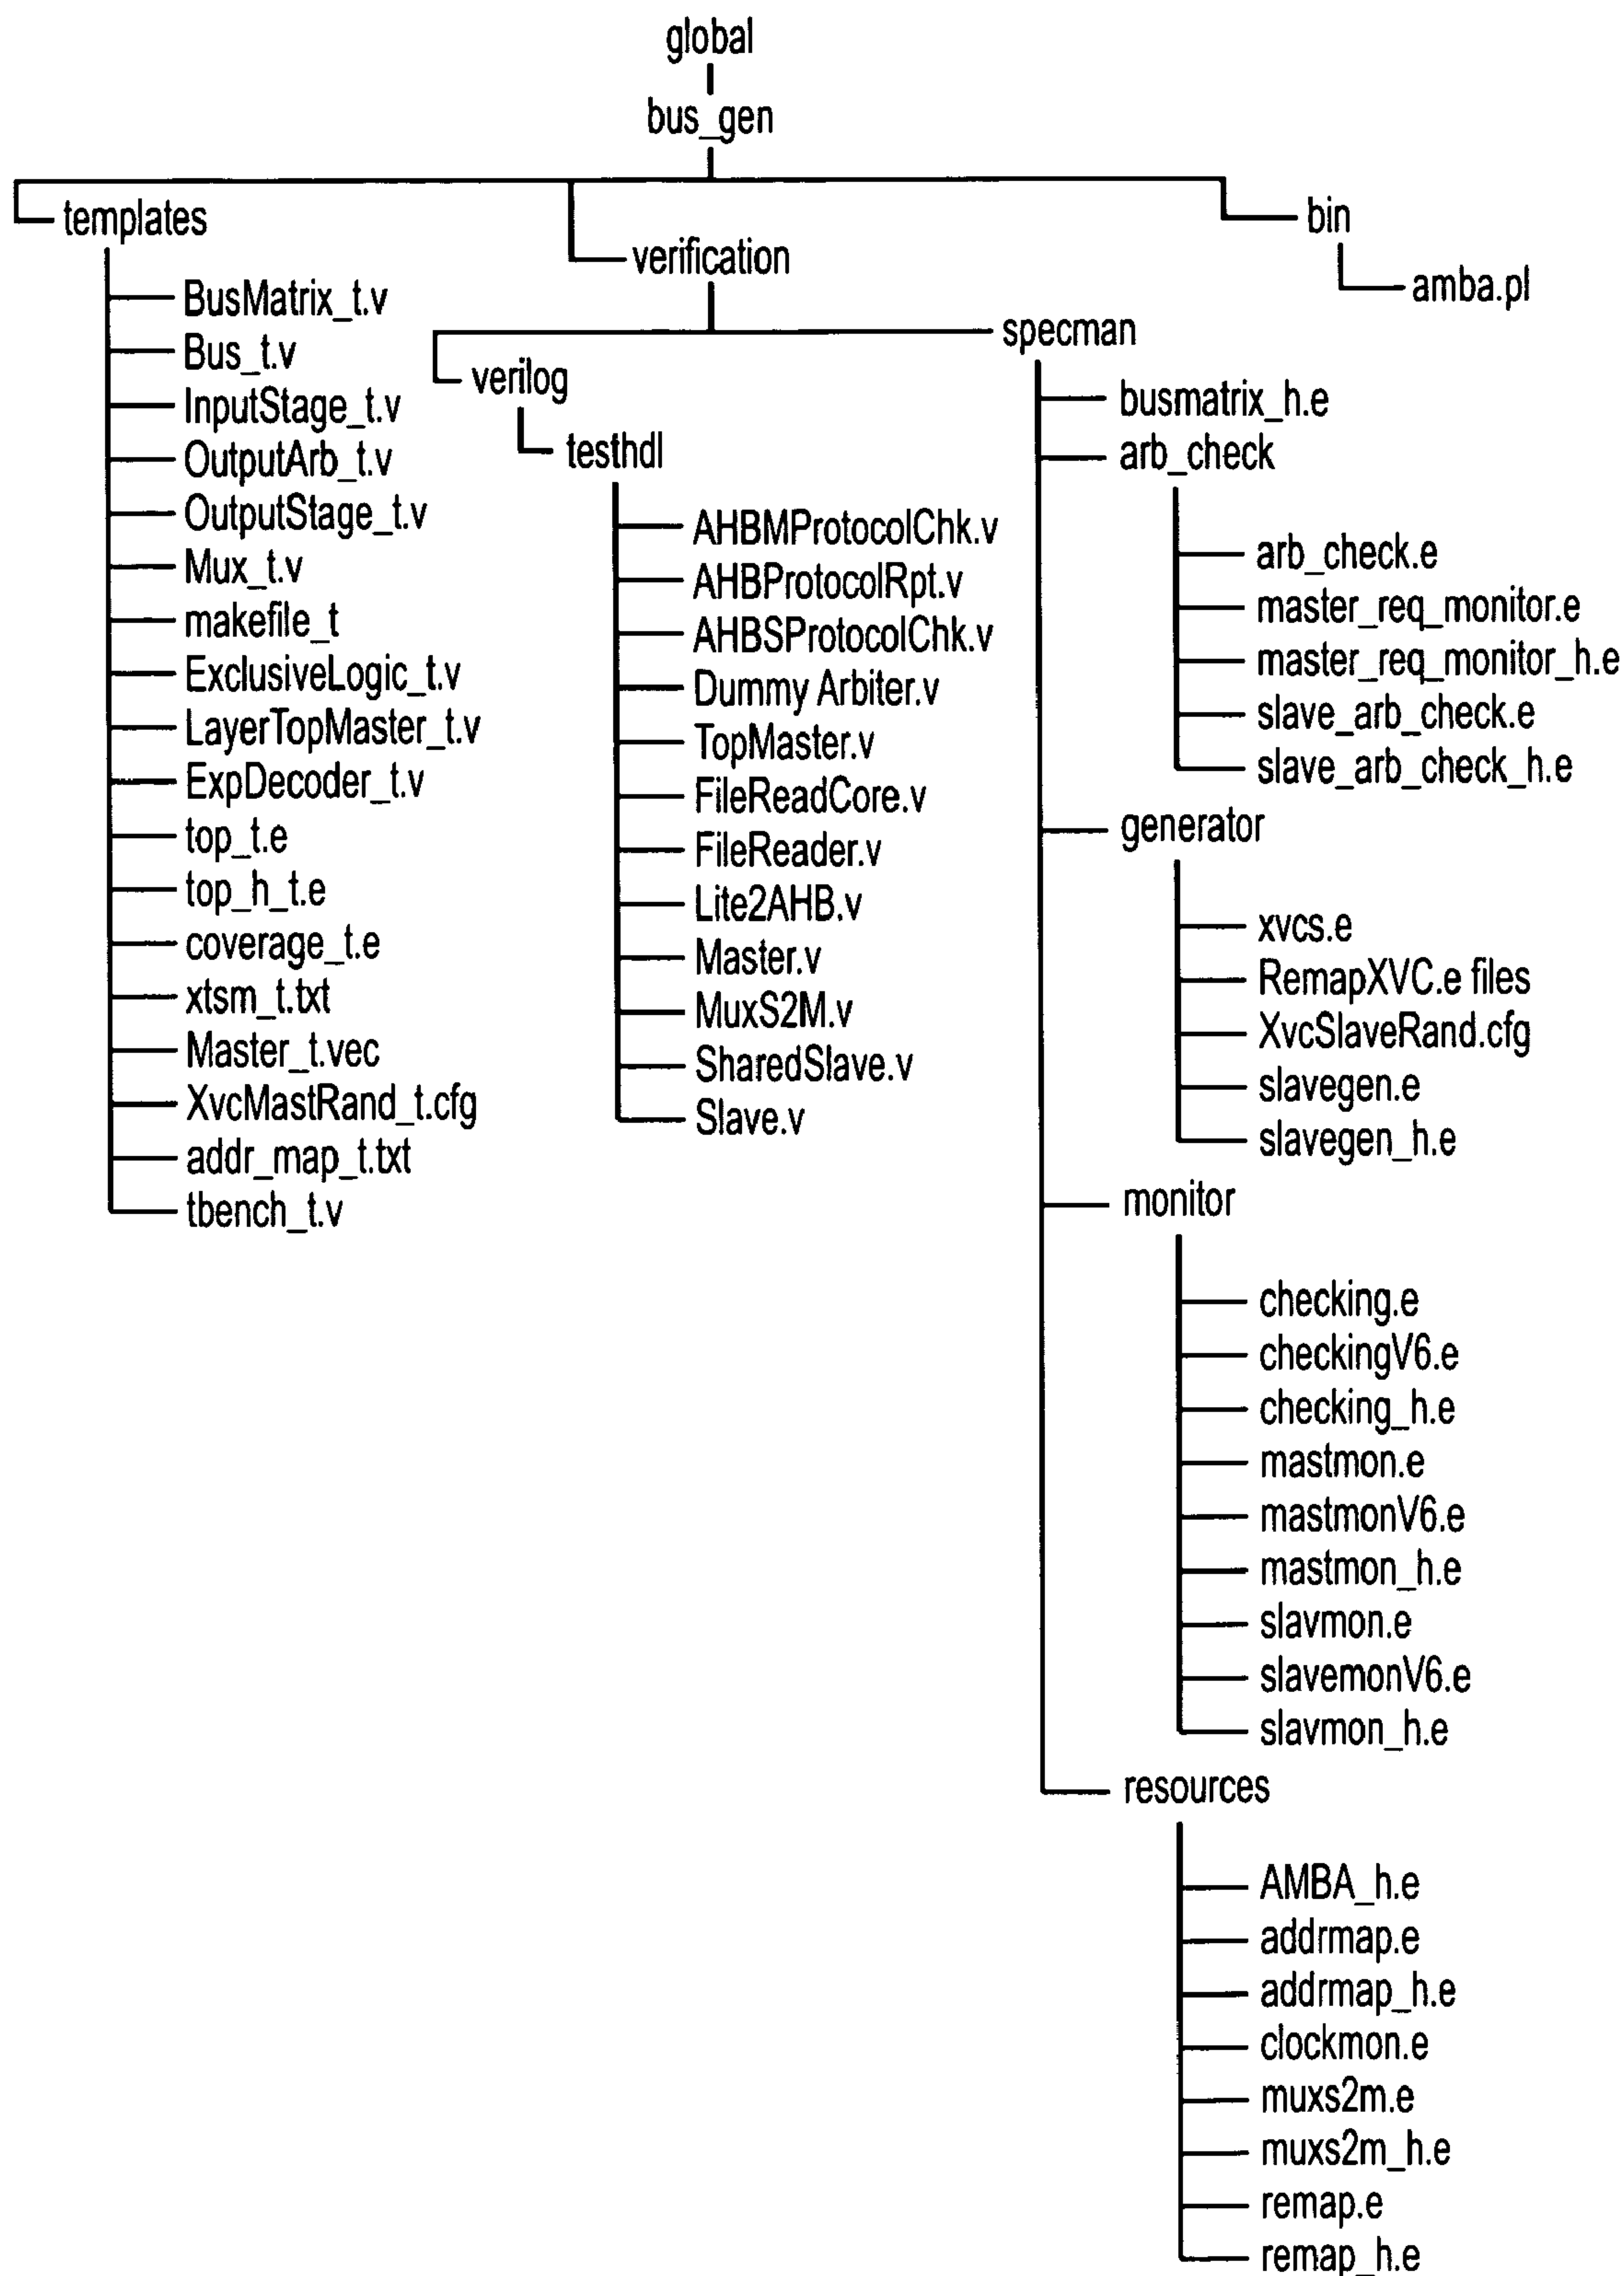 global
bus_gen
templates
BusMatrix_t.v
Bus_t.v
InputStage_t.v
OutputArb_t.v
OutputStage_t.v
Mux_t.v
makefile_t
ExclusiveLogic_t.v
LayerTopMaster_t.v
ExpDecoder_t.v
top_t.e
top_h_t.e
coverage_t.e
xtsm_t.txt
Master_t.vec
XvcMastRand_t.cfg
addr_map_t.txt
tbench_t.v
verification
verilog
testhdl
AHBMProtocolChk.v
AHBProtocolRpt.v
AHBSProtocolChk.v
Dummy Arbiter.v
TopMaster.v
FileReadCore.v
FileReader.v
Lite2AHB.v
Master.v
MuxS2M.v
SharedSlave.v
Slave.v
specman
busmatrix_h.e
arb_check
arb_check.e
master_req_monitor.e
master_req_monitor_h.e
slave_arb_check.e
slave_arb_check_h.e
generator
xvcs.e
RemapXVC.e files
XvcSlaveRand.cfg
slavegen.e
slavegen_h.e
monitor
checking.e
checkingV6.e
checking_h.e
mastmon.e
mastmonV6.e
mastmon_h.e
slavmon.e
slavemonV6.e
slavmon_h.e
resources
AMBA_h.e
addrmap.e
addrmap_h.e
clockmon.e
muxs2m.e
muxs2m_h.e
remap.e
remap_h.e
bin
amba.pl